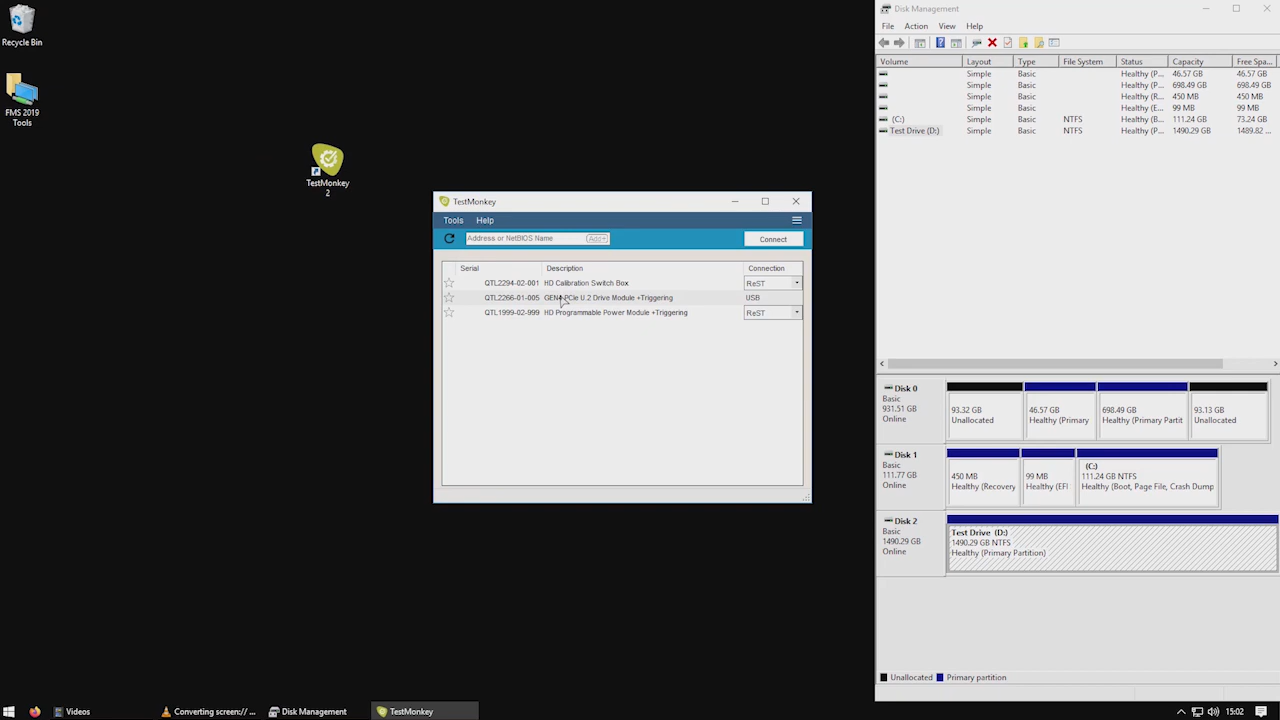 Recycle Bin
FMS 2019
Tools
TestMonkey
2
TestMonkey
Tools Help
Address or NetBIOS Name Add+ Connect
Serial Description Connection
QTL2294-02-001 HD Calibration Switch Box ReST
QTL2266-01-005 GEN4 PCIe U.2 Drive Module +Triggering USB
QTL1999-02-999 HD Programmable Power Module +Triggering ReST
Disk Management
File Action View Help
Volume Layout Type File System Status Capacity Free Spa...
Simple Basic Healthy (P... 46.57 GB 46.57 GB
Simple Basic Healthy (P... 698.49 GB 698.49 GB
Simple Basic Healthy (R... 450 MB 450 MB
Simple Basic Healthy (E... 99 MB 99 MB
(C:) Simple Basic NTFS Healthy (B... 111.24 GB 73.24 GB
Test Drive (D:) Simple Basic NTFS Healthy (P... 1490.29 GB 1489.82 ...
Disk 0
Basic
931.51 GB
Online
93.32 GB
Unallocated
46.57 GB
Healthy (Primary
698.49 GB
Healthy (Primary Partit
93.13 GB
Unallocated
Disk 1
Basic
111.77 GB
Online
450 MB
Healthy (Recovery
99 MB
Healthy (EFI
(C:)
111.24 GB NTFS
Healthy (Boot, Page File, Crash Dump
Disk 2
Basic
1490.29 GB
Online
Test Drive (D:)
1490.29 GB NTFS
Healthy (Primary Partition)
Unallocated Primary partition
Videos Converting screen:// ... Disk Management TestMonkey 15:02